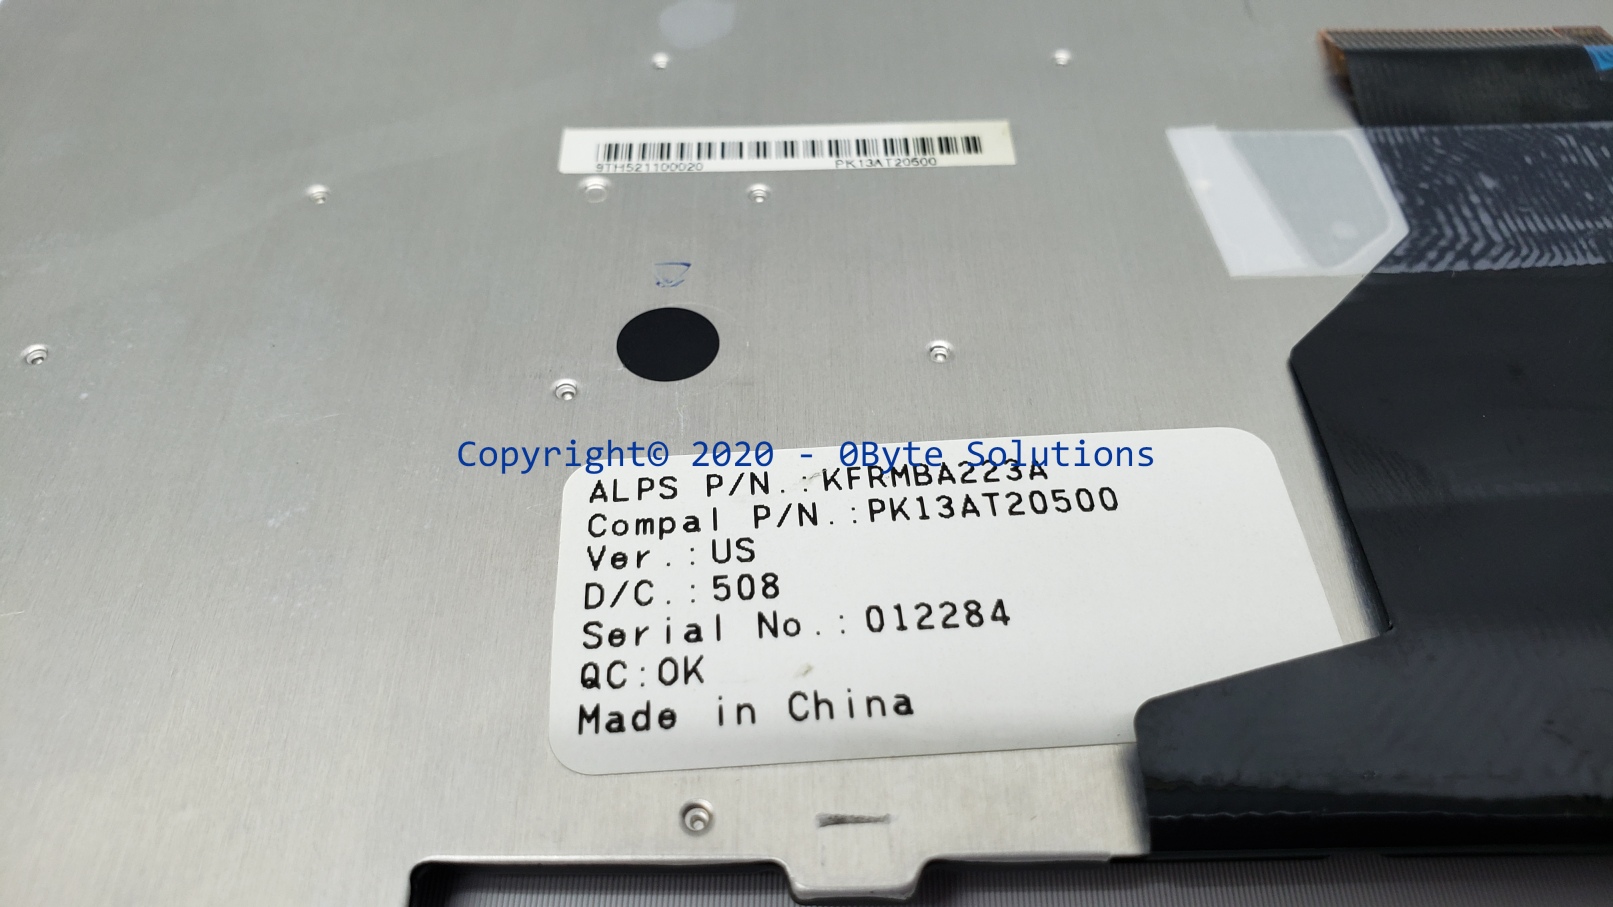 9TH521100020 PK13AT20500
Copyright© 2020 - 0Byte Solutions
ALPS P/N.:KFRMBA223A
Compal P/N.:PK13AT20500
Ver.:US
D/C.:508
Serial No.:012284
QC:OK
Made in China